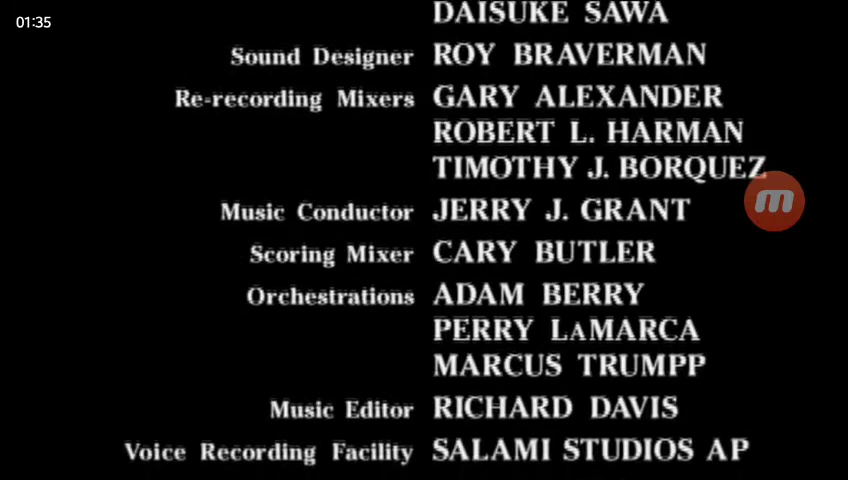 01:35
DAISUKE SAWA
Sound Designer ROY BRAVERMAN
Re-recording Mixers GARY ALEXANDER
ROBERT L. HARMAN
TIMOTHY J. BORQUEZ
Music Conductor JERRY J. GRANT
Scoring Mixer CARY BUTLER
Orchestrations ADAM BERRY
PERRY LAMARCA
MARCUS TRUMPP
Music Editor RICHARD DAVIS
Voice Recording Facility SALAMI STUDIOS AP